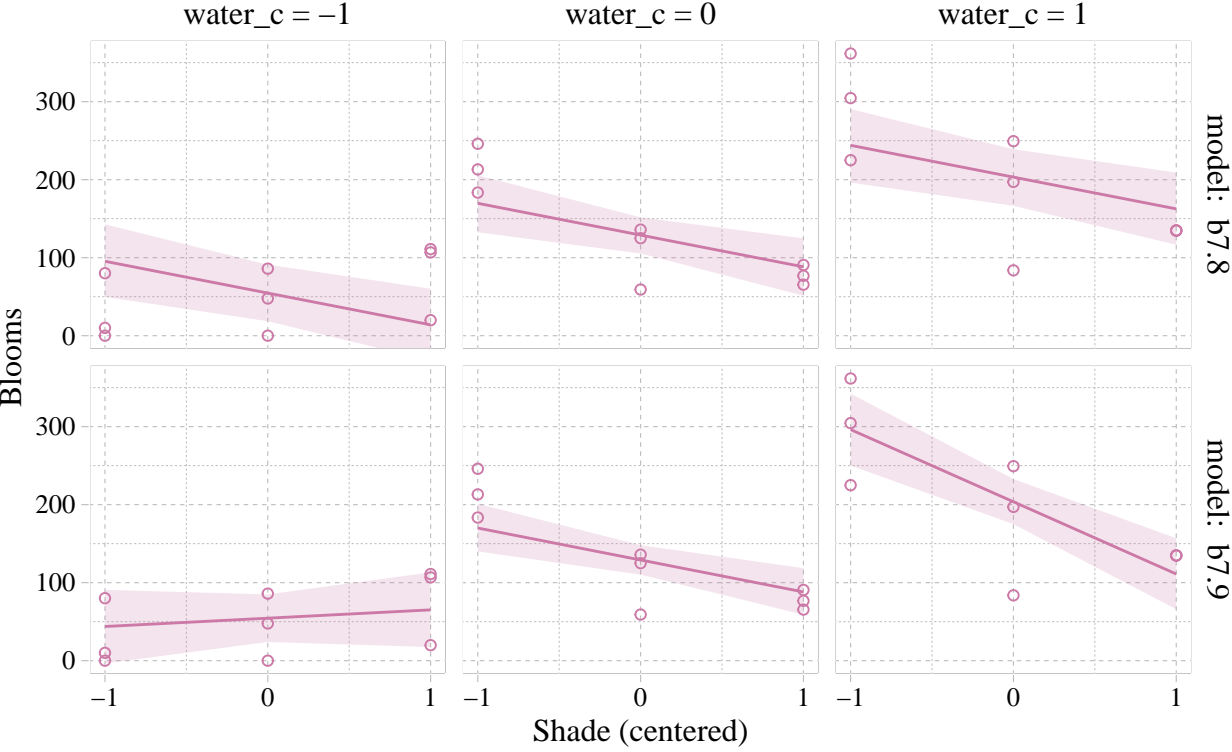 water_c = −1 water_c = 0 water_c = 1
Blooms
300
200
100
0
model: b7.8
300
200
100
0
model: b7.9
−1 0 1 −1 0 1 −1 0 1
Shade (centered)